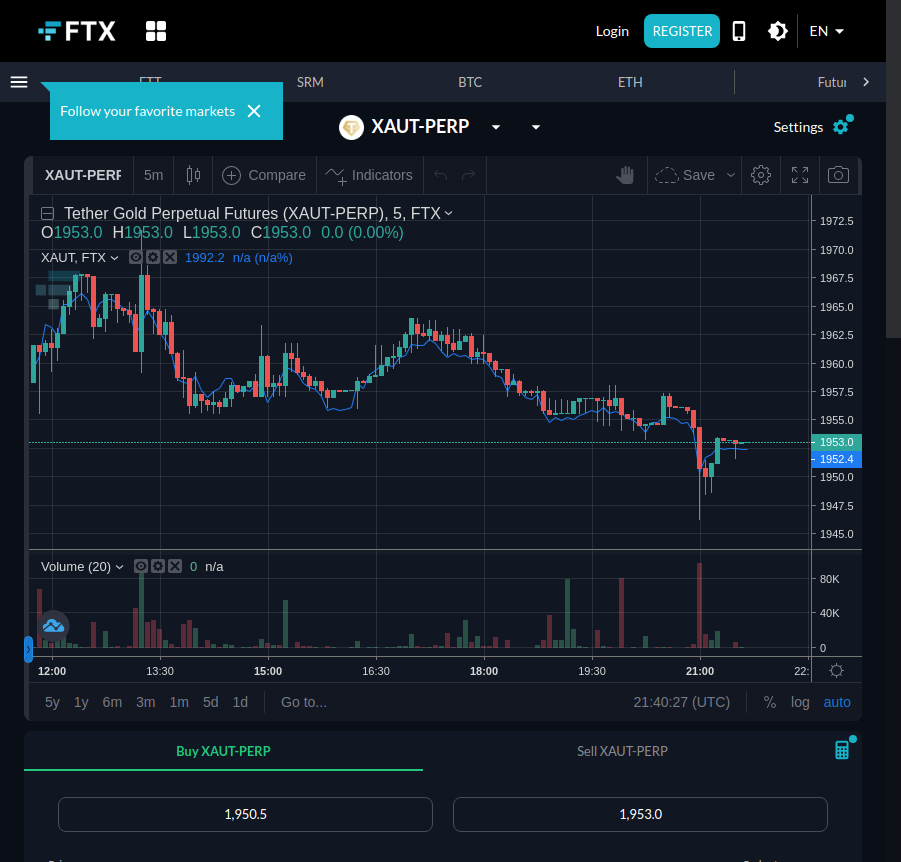 FTX
Login
REGISTER
EN
FTT
SRM
BTC
ETH
Futur
Follow your favorite markets
XAUT-PERP
Settings
XAUT-PERP
5m
Compare
Indicators
Save
Tether Gold Perpetual Futures (XAUT-PERP), 5, FTX
O1953.0 H1953.0 L1953.0 C1953.0 0.0 (0.00%)
XAUT, FTX 1992.2 n/a (n/a%)
1972.5
1970.0
1967.5
1965.0
1962.5
1960.0
1957.5
1955.0
1953.0
1952.4
1950.0
1947.5
1945.0
Volume (20) 0 n/a
80K
40K
0
12:00 13:30 15:00 16:30 18:00 19:30 21:00 22:
5y 1y 6m 3m 1m 5d 1d Go to... 21:40:27 (UTC) % log auto
Buy XAUT-PERP
Sell XAUT-PERP
1,950.5
1,953.0